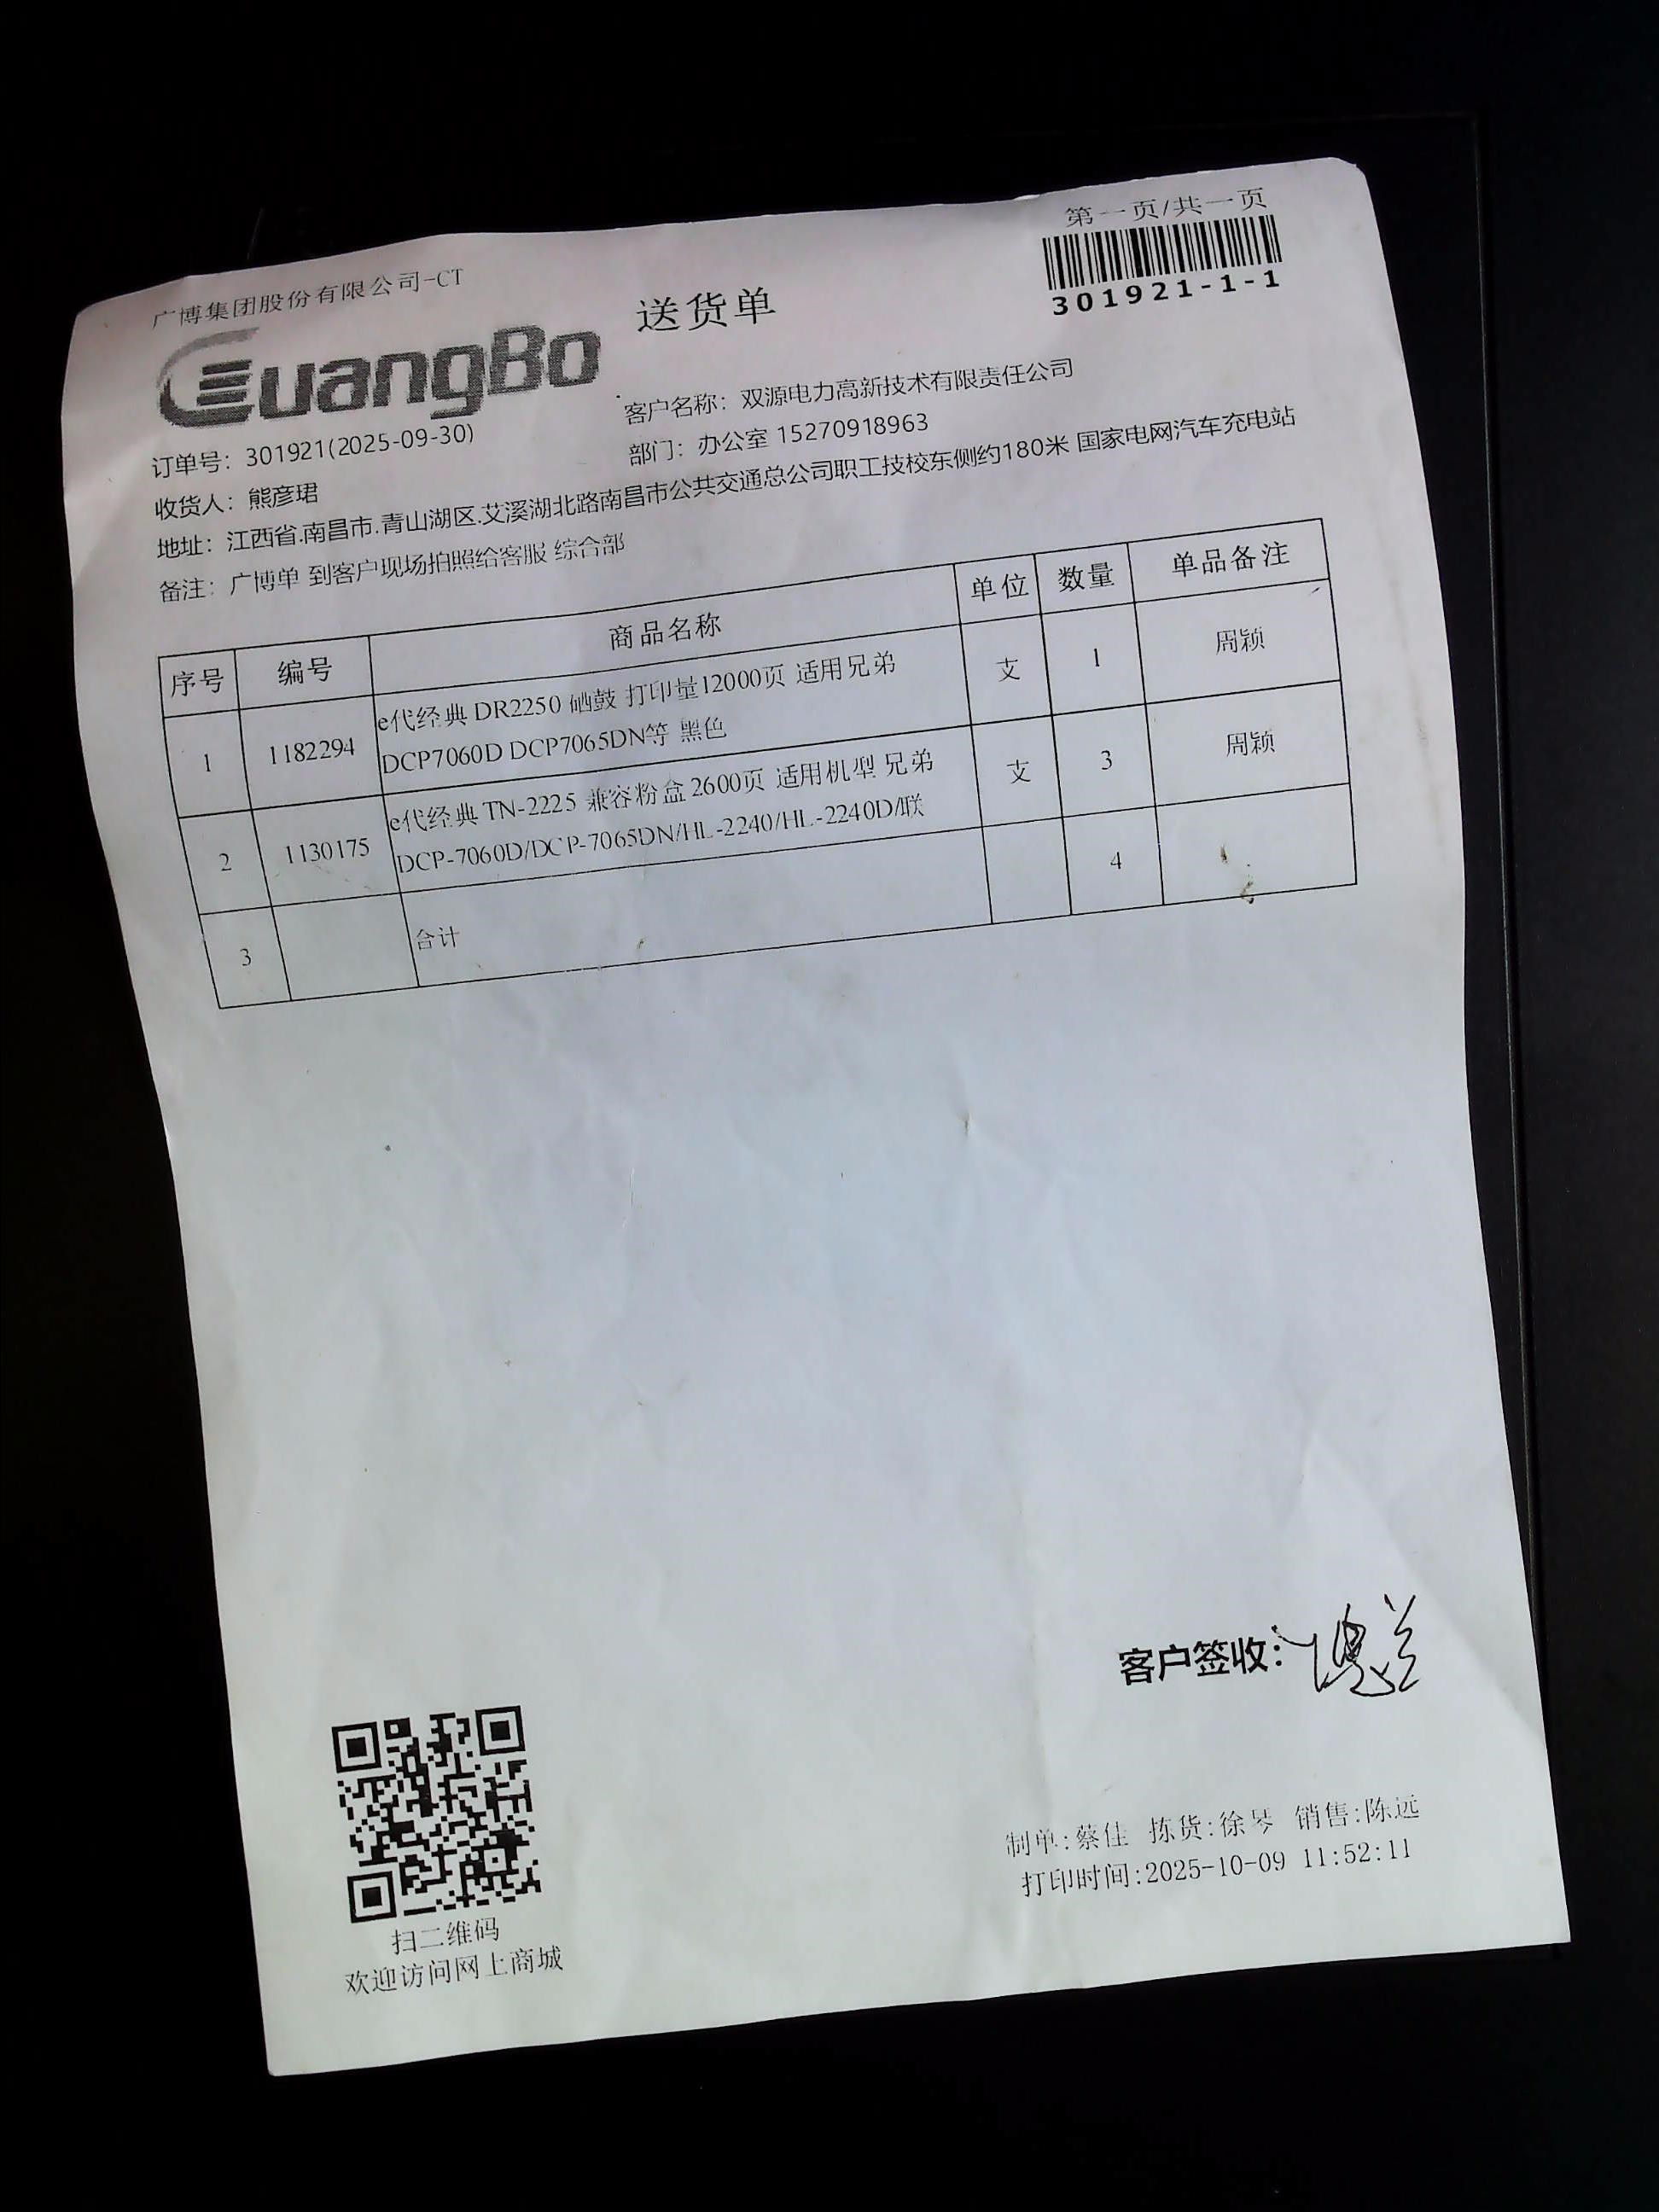 第一页/共一页
301921-1-1
广博集团股份有限公司-CT
GuangBo
送货单
订单号：301921(2025-09-30)
客户名称：双源电力高新技术有限责任公司
收货人：熊彦珺
部门：办公室 15270918963
地址：江西省.南昌市.青山湖区.艾溪湖北路南昌市公共交通总公司职工技校东侧约180米 国家电网汽车充电站
备注：广博单 到客户现场拍照给客服 综合部
序号 编号 商品名称 单位 数量 单品备注
1 1182294 e代经典 DR2250 硒鼓 打印量12000页 适用兄弟 支 1 周颖
DCP7060D DCP7065DN等 黑色
2 1130175 e代经典 TN-2225 兼容粉盒 2600页 适用机型 兄弟 支 3 周颖
DCP-7060D/DCP-7065DN/HL-2240/HL-2240D/联
3 合计 4
客户签收：
制单:蔡佳 拣货:徐琴 销售:陈远
打印时间:2025-10-09 11:52:11
扫二维码
欢迎访问网上商城